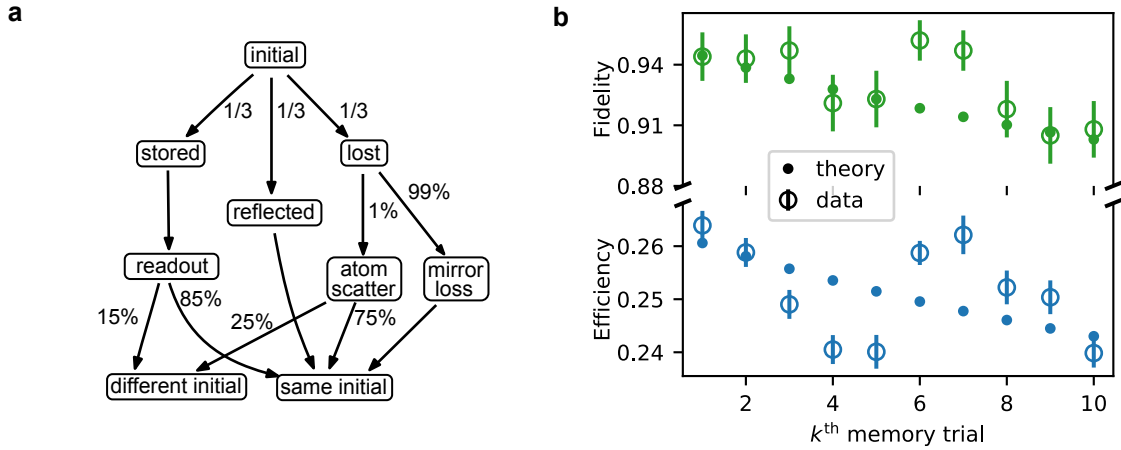 a
initial
1/3 1/3 1/3
stored
lost
99%
reflected
1%
readout
atom
scatter
mirror
loss
15%
85%
25%
75%
different initial
same initial
b
Fidelity
0.94
0.91
0.88
theory
data
Efficiency
0.26
0.25
0.24
2 4 6 8 10
kth memory trial